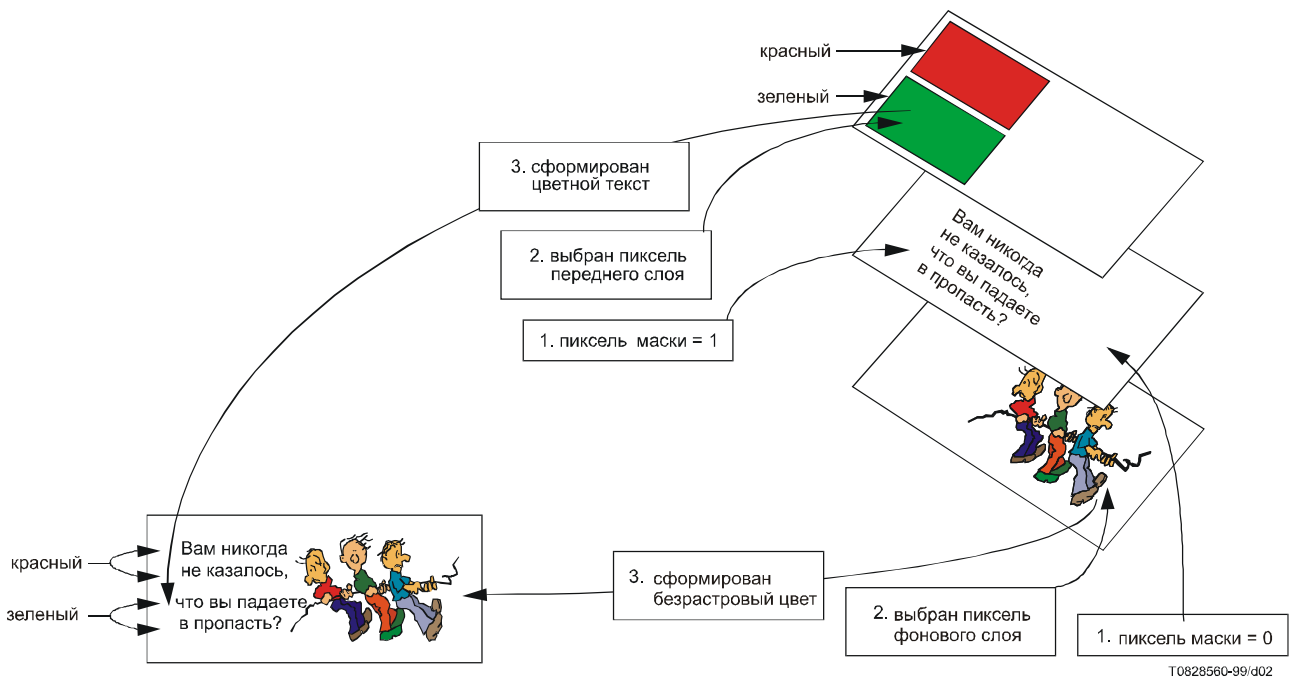 красный
зеленый
3. сформирован
цветной текст
2. выбран пиксель
переднего слоя
1. пиксель маски = 1
Вам никогда
не казалось,
что вы падаете
в пропасть?
красный
зеленый
Вам никогда
не казалось,
что вы падаете
в пропасть?
3. сформирован
безрастровый цвет
2. выбран пиксель
фонового слоя
1. пиксель маски = 0
T0828560-99/d02